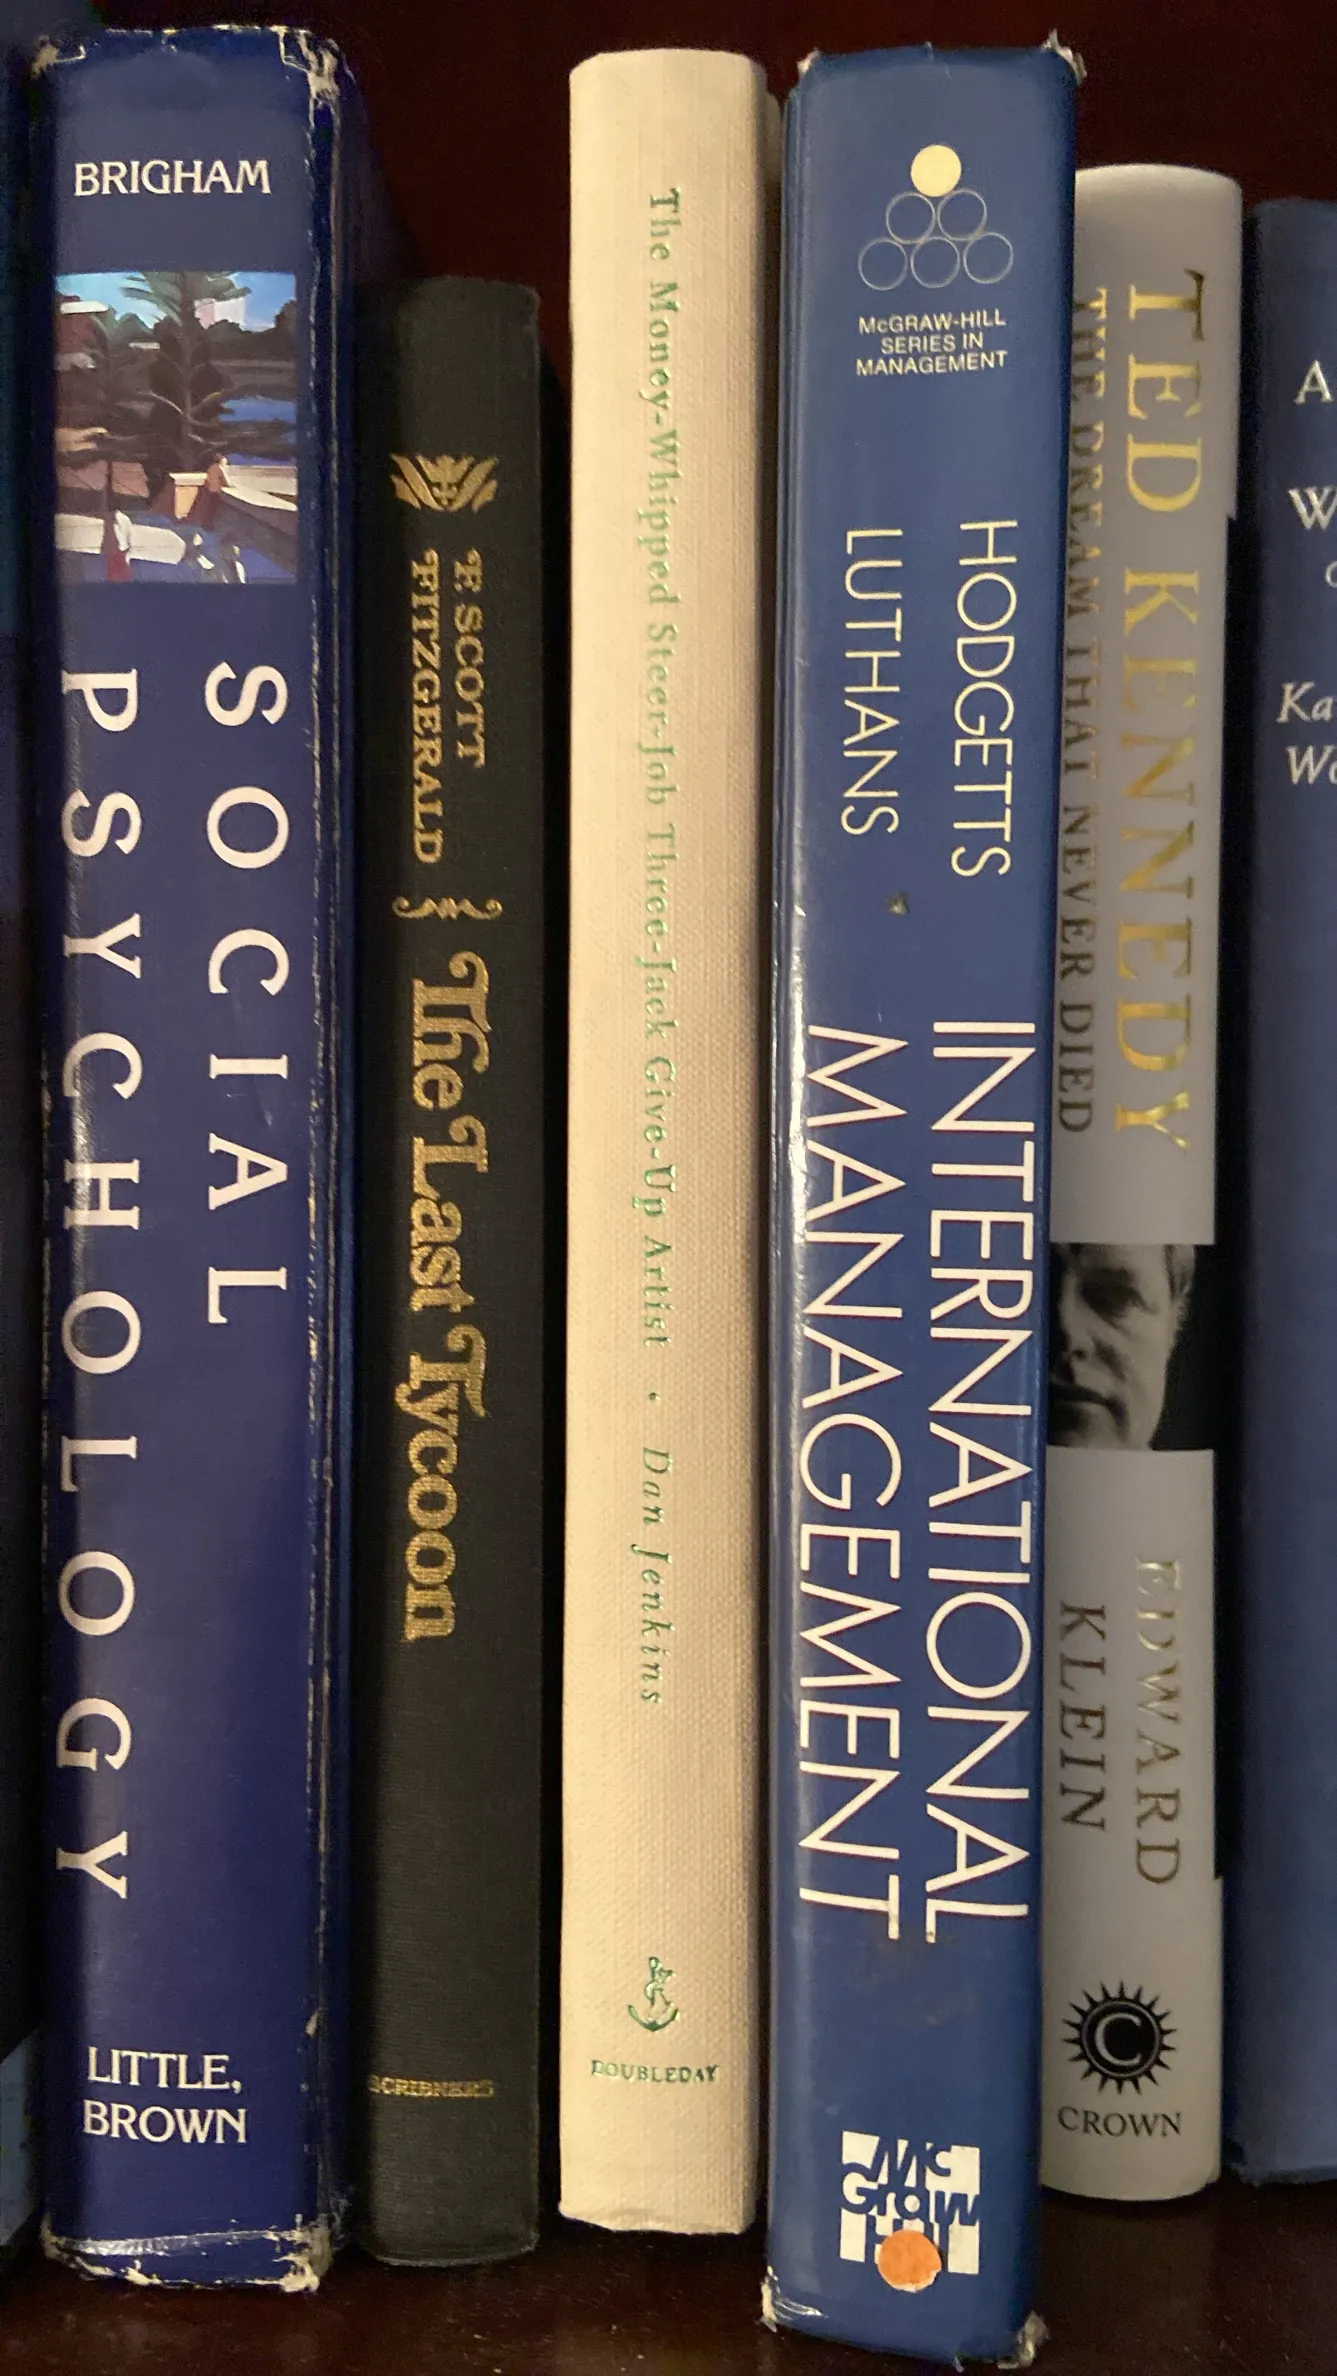 BRIGHAM
SOCIAL
PSYCHOLOGY
LITTLE,
BROWN
F. SCOTT
FITZGERALD
The Last Tycoon
SCRIBNERS
The Money-Whipped Steer-Job Three-Jack Give-Up Artist • Dan Jenkins
DOUBLEDAY
McGRAW-HILL
SERIES IN
MANAGEMENT
HODGETTS
LUTHANS
INTERNATIONAL
MANAGEMENT
Mc
Graw
Hill
TED KENNEDY
THE DREAM THAT NEVER DIED
EDWARD
KLEIN
C
CROWN
A
W
Ka
Wo